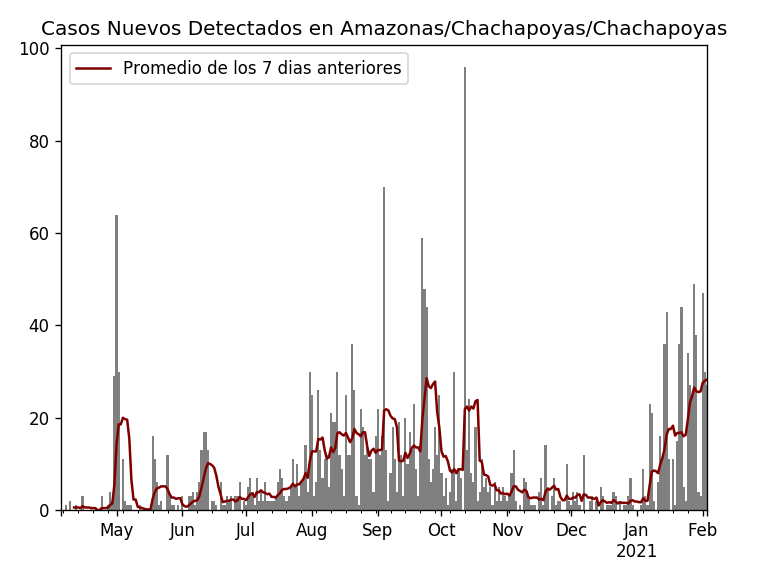 Casos Nuevos Detectados en Amazonas/Chachapoyas/Chachapoyas
Promedio de los 7 dias anteriores
100
80
60
40
20
0
May Jun Jul Aug Sep Oct Nov Dec Jan Feb
2021